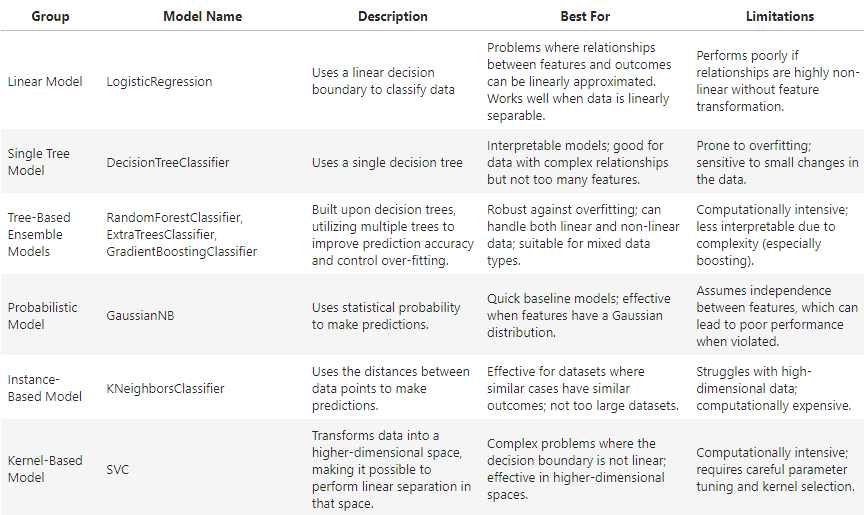 Group Model Name Description Best For Limitations
Linear Model
LogisticRegression
Uses a linear decision
boundary to classify data
Problems where relationships
between features and outcomes
can be linearly approximated.
Works well when data is linearly
separable.
Performs poorly if
relationships are highly non-
linear without feature
transformation.
Single Tree
Model
DecisionTreeClassifier
Uses a single decision tree
Interpretable models; good for
data with complex relationships
but not too many features.
Prone to overfitting;
sensitive to small changes in
the data.
Tree-Based
Ensemble
Models
RandomForestClassifier,
ExtraTreesClassifier,
GradientBoostingClassifier
Built upon decision trees,
utilizing multiple trees to
improve prediction accuracy
and control over-fitting.
Robust against overfitting; can
handle both linear and non-linear
data; suitable for mixed data
types.
Computationally intensive;
less interpretable due to
complexity (especially
boosting).
Probabilistic
Model
GaussianNB
Uses statistical probability
to make predictions.
Quick baseline models; effective
when features have a Gaussian
distribution.
Assumes independence
between features, which can
lead to poor performance
when violated.
Instance-
Based Model
KNeighborsClassifier
Uses the distances between
data points to make
predictions.
Effective for datasets where
similar cases have similar
outcomes; not too large datasets.
Struggles with high-
dimensional data;
computationally expensive.
Kernel-Based
Model
SVC
Transforms data into a
higher-dimensional space,
making it possible to
perform linear separation in
that space.
Complex problems where the
decision boundary is not linear;
effective in higher-dimensional
spaces.
Computationally intensive;
requires careful parameter
tuning and kernel selection.